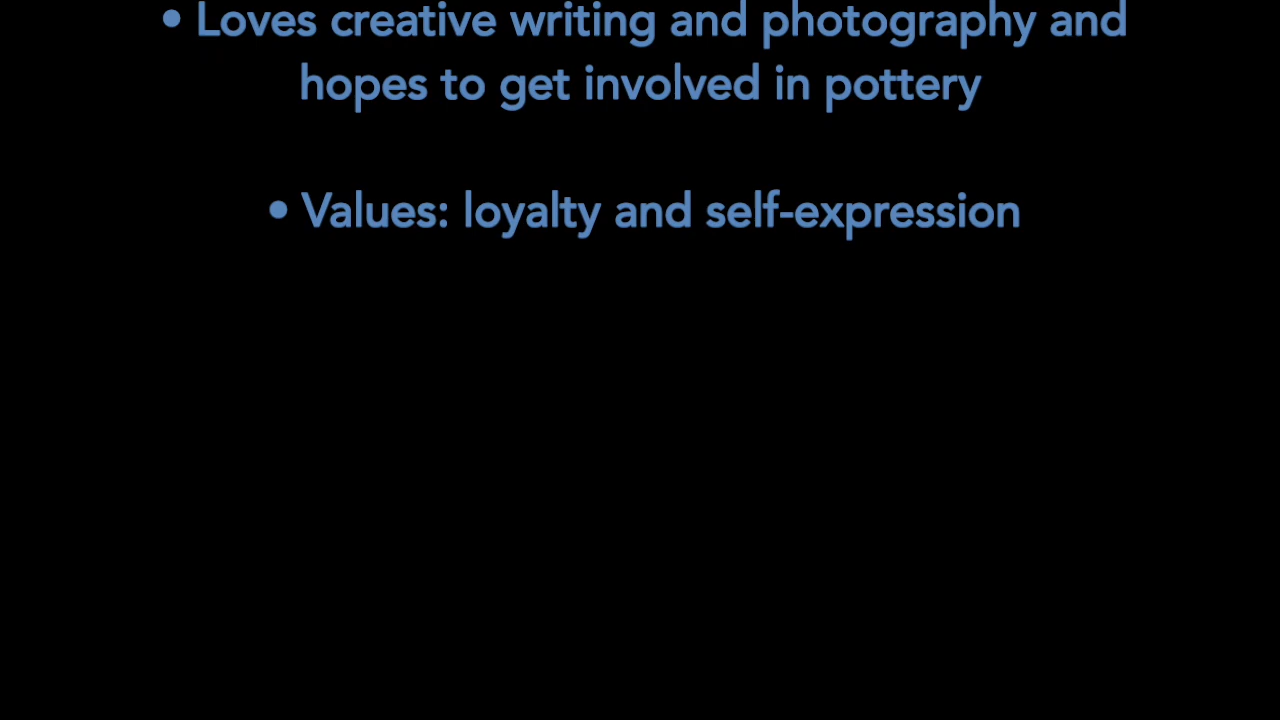 • Loves creative writing and photography and
hopes to get involved in pottery
• Values: loyalty and self-expression